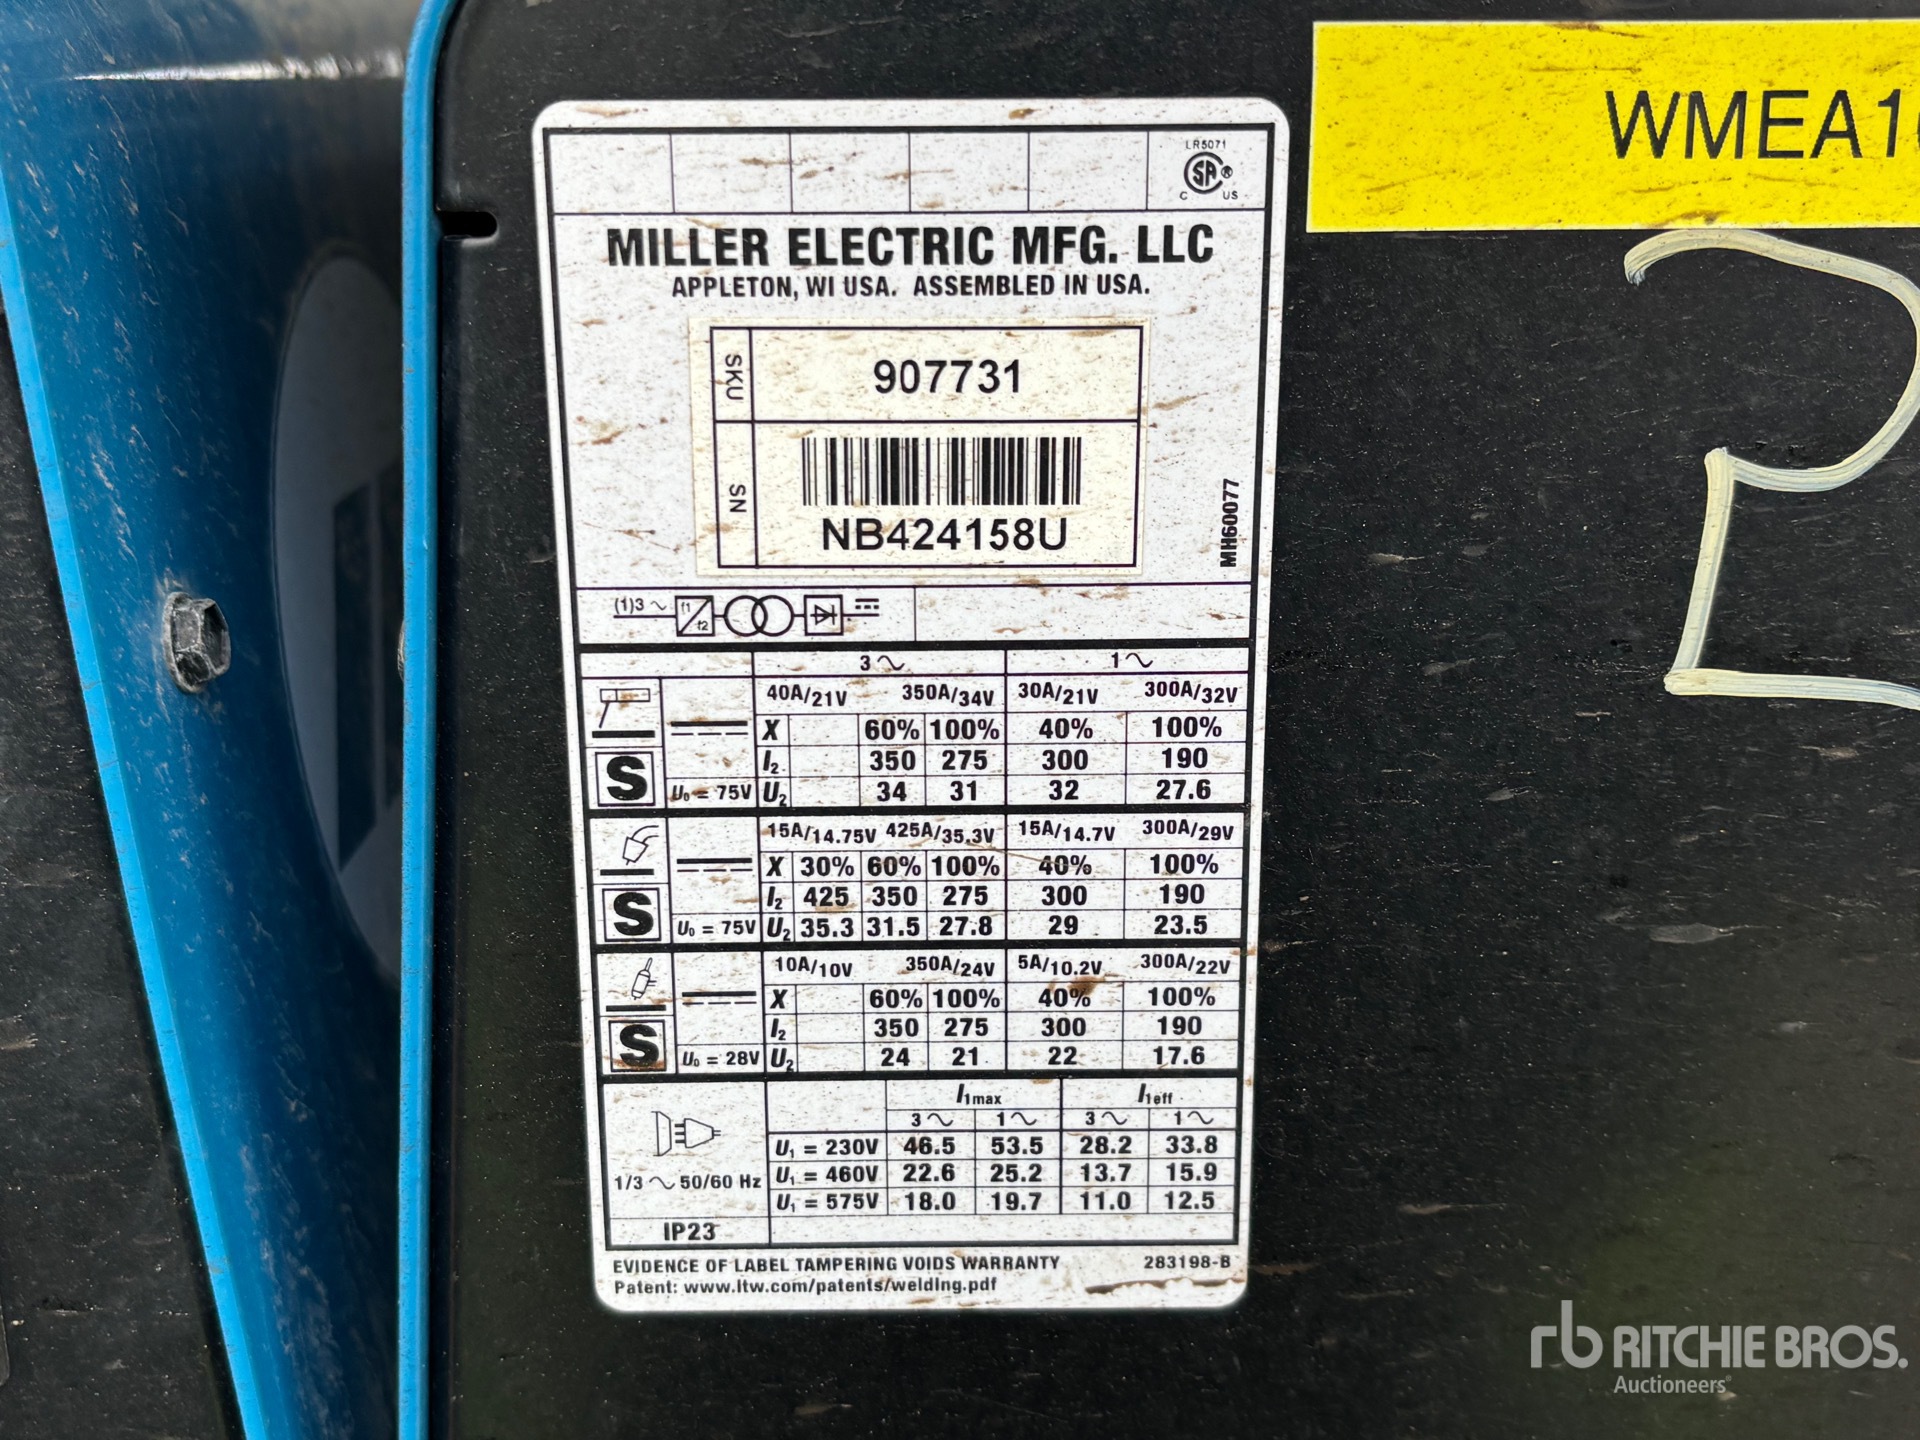 WMEA1
LR5071
SA ®
C US
MILLER ELECTRIC MFG. LLC
APPLETON, WI USA. ASSEMBLED IN USA.
SKU 907731
SN NB424158U
MH60077
(1)3 ~ f1 f2
3 ~ 1 ~
40A/21V 350A/34V 30A/21V 300A/32V
X 60% 100% 40% 100%
I2 350 275 300 190
S U0 = 75V U2 34 31 32 27.6
15A/14.75V 425A/35.3V 15A/14.7V 300A/29V
X 30% 60% 100% 40% 100%
I2 425 350 275 300 190
S U0 = 75V U2 35.3 31.5 27.8 29 23.5
10A/10V 350A/24V 5A/10.2V 300A/22V
X 60% 100% 40% 100%
I2 350 275 300 190
S U0 = 28V U2 24 21 22 17.6
I1max I1eff
3 ~ 1 ~ 3 ~ 1 ~
U1 = 230V 46.5 53.5 28.2 33.8
1/3 ~ 50/60 Hz U1 = 460V 22.6 25.2 13.7 15.9
U1 = 575V 18.0 19.7 11.0 12.5
IP23
EVIDENCE OF LABEL TAMPERING VOIDS WARRANTY 283198-B
Patent: www.itw.com/patents/welding.pdf
2
rb RITCHIE BROS.
Auctioneers